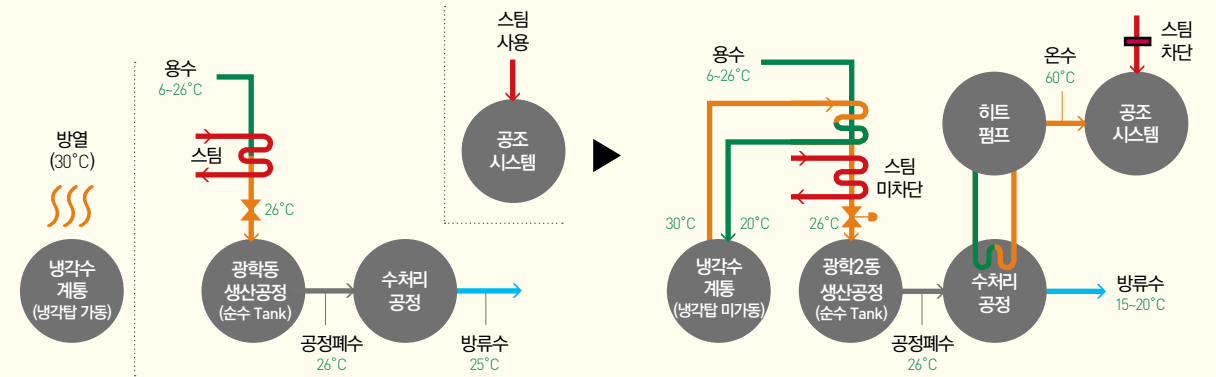 방열
(30°C)
냉각수
계통
(냉각탑 가동)
용수
6~26°C
스팀
26°C
광학동
생산공정
(순수 Tank)
공정폐수
26°C
수처리
공정
방류수
25°C
스팀
사용
공조
시스템
용수
6~26°C
스팀
미차단
30°C
20°C
26°C
냉각수
계통
(냉각탑 미가동)
광학2동
생산공정
(순수 Tank)
공정폐수
26°C
히트
펌프
온수
60°C
스팀
차단
공조
시스템
수처리
공정
방류수
15~20°C